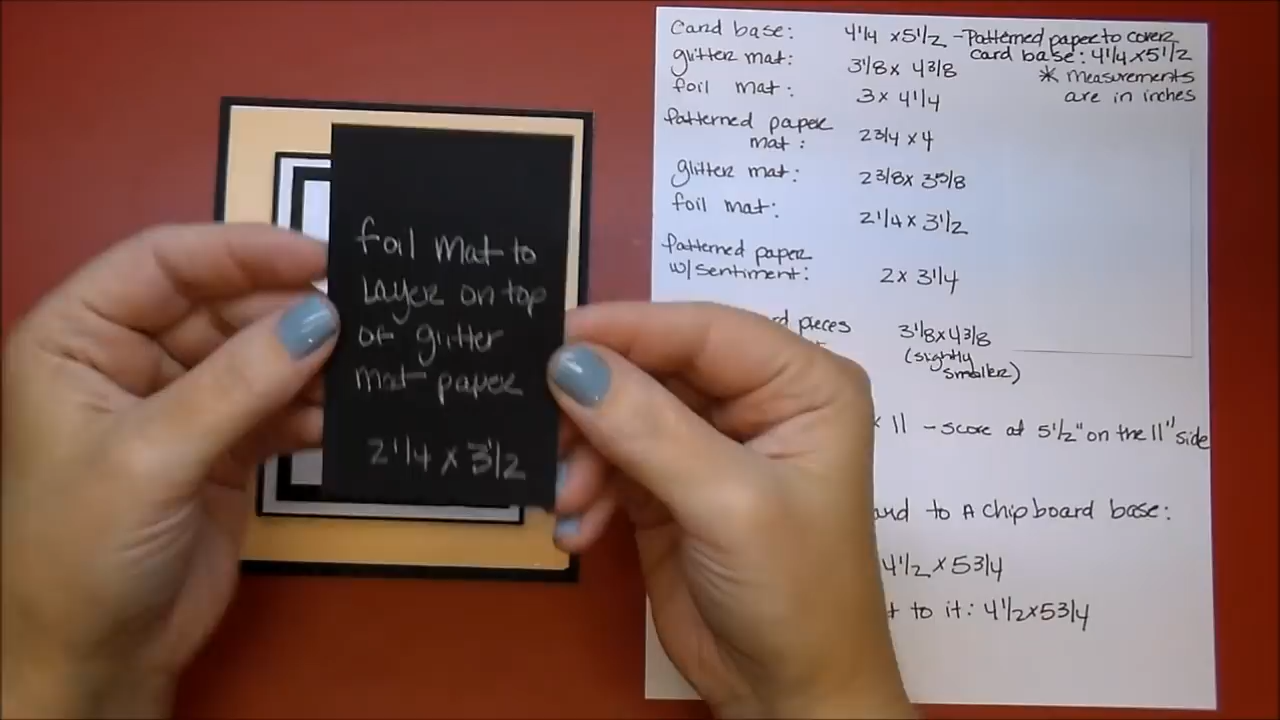 Card base: 4 1/4 x 5 1/2 - Patterned paper to cover
card base: 4 1/4 x 5 1/2
glitter mat: 3 1/8 x 4 3/8
* measurements
are in inches
foil mat: 3 x 4 1/4
Patterned paper
mat: 2 3/4 x 4
glitter mat: 2 3/8 x 3 5/8
foil mat: 2 1/4 x 3 1/2
Patterned paper
w/sentiment: 2 x 3 1/4
pieces 3 1/8 x 4 3/8
(slightly
smaller)
x 11 - score at 5 1/2" on the 11" side
to a chipboard base:
4 1/2 x 5 3/4
to it: 4 1/2 x 5 3/4
foil mat to
Layer on top
of glitter
mat paper
2 1/4 x 3 1/2